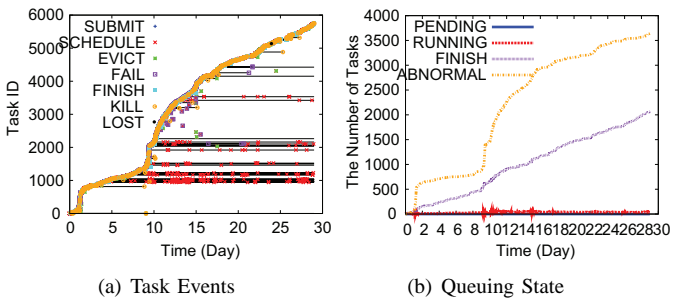 6000
5000
4000
3000
2000
1000
0
Task ID
SUBMIT
SCHEDULE
EVICT
FAIL
FINISH
KILL
LOST
0 5 10 15 20 25 30
Time (Day)
(a) Task Events
4000
3500
3000
2500
2000
1500
1000
500
0
The Number of Tasks
PENDING
RUNNING
FINISH
ABNORMAL
0 2 4 6 8 10 12 14 16 18 20 22 24 26 28 30
Time (Day)
(b) Queuing State